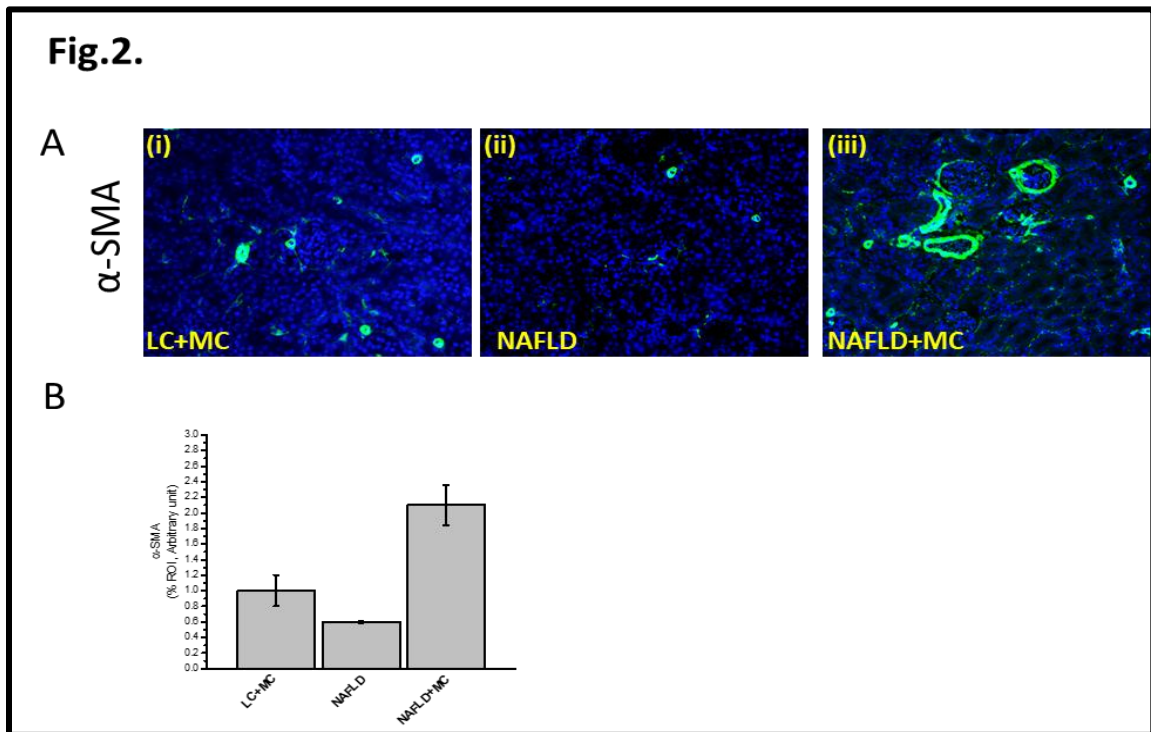 Fig.2.
A
α-SMA
(i)
LC+MC
(ii)
NAFLD
(iii)
NAFLD+MC
B
α-SMA
(% ROI, Arbitrary unit)
3.0
2.8
2.6
2.4
2.2
2.0
1.8
1.6
1.4
1.2
1.0
0.8
0.6
0.4
0.2
0.0
LC+MC
NAFLD
NAFLD+MC